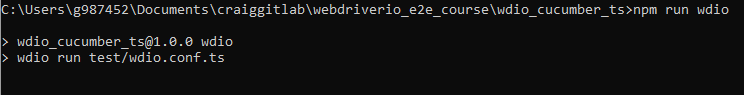 C:\Users\g987452\Documents\craiggitlab\webdriverio_e2e_course\wdio_cucumber_ts>npm run wdio
> wdio_cucumber_ts@1.0.0 wdio
> wdio run test/wdio.conf.ts